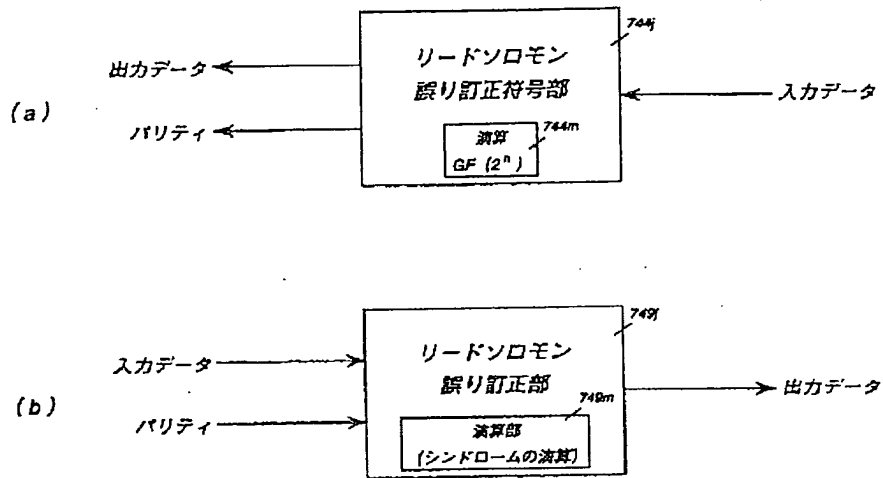 (a)
744j
リードソロモン
誤り訂正符号部
744m
演算
GF (2ⁿ)
出力データ
パリティ
入力データ
(b)
749j
リードソロモン
誤り訂正部
749m
演算部
(シンドロームの演算)
入力データ
パリティ
出力データ